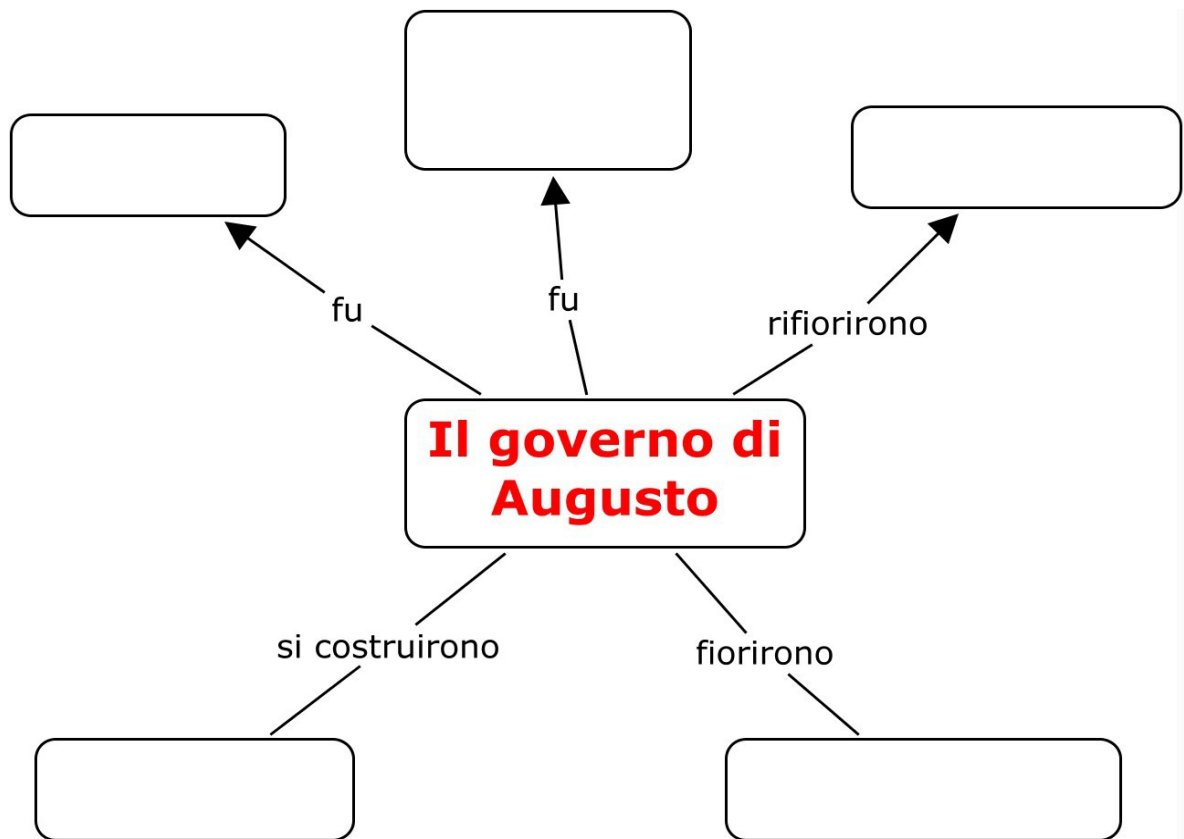 fu
fu
rifiorirono
Il governo di
Augusto
si costruirono
fiorirono